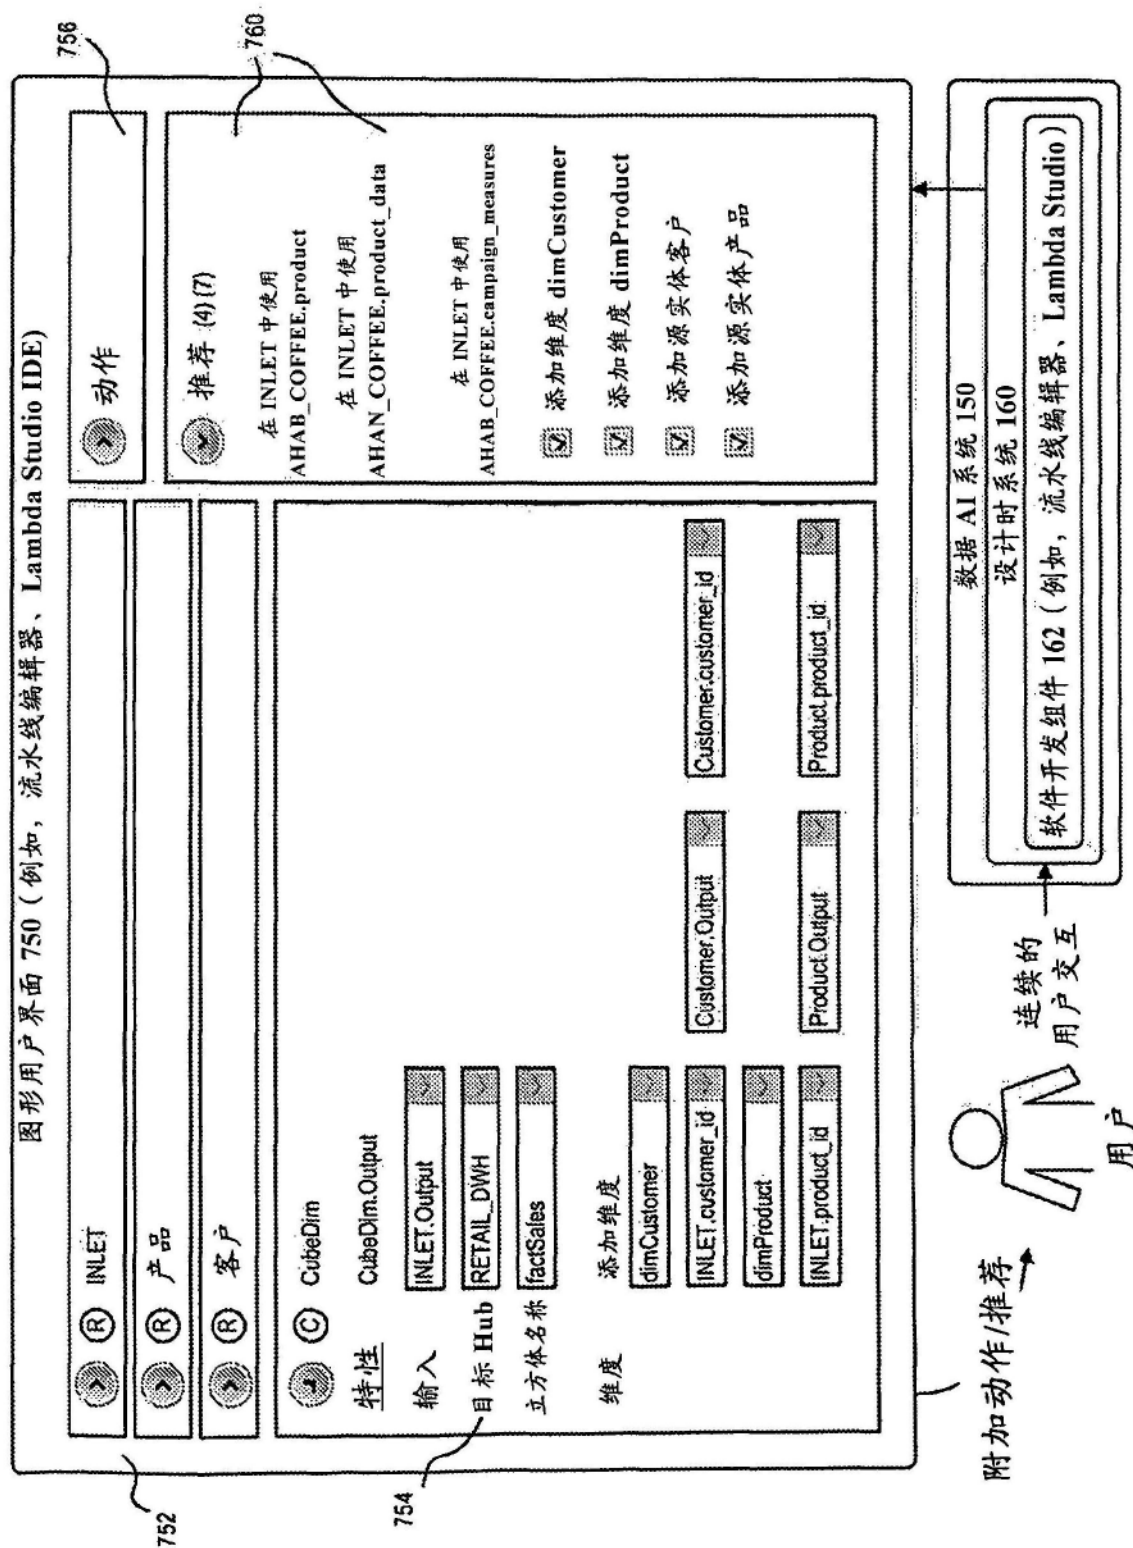 图形用户界面 750（例如，流水线编辑器、Lambda Studio IDE)
752
INLET
R
产品
R
客户
R
754
C
CubeDim
特性
CubeDim.Output
输入
INLET.Output
目标 Hub
RETAIL_DWH
立方体名称
factSales
维度
添加维度
dimCustomer
INLET.customer_id
Customer.Output
Customer.customer_id
dimProduct
INLET.product_id
Product.Output
Product.product_id
756
动作
760
推荐 (4)(7)
在 INLET 中使用
AHAB_COFFEE.product
在 INLET 中使用
AHAN_COFFEE.product_data
在 INLET 中使用
AHAB_COFFEE.campaign_measures
添加维度 dimCustomer
添加维度 dimProduct
添加源实体客户
添加源实体产品
附加动作/推荐
用户
连续的
用户交互
数据 AI 系统 150
设计时系统 160
软件开发组件 162（例如，流水线编辑器、Lambda Studio）